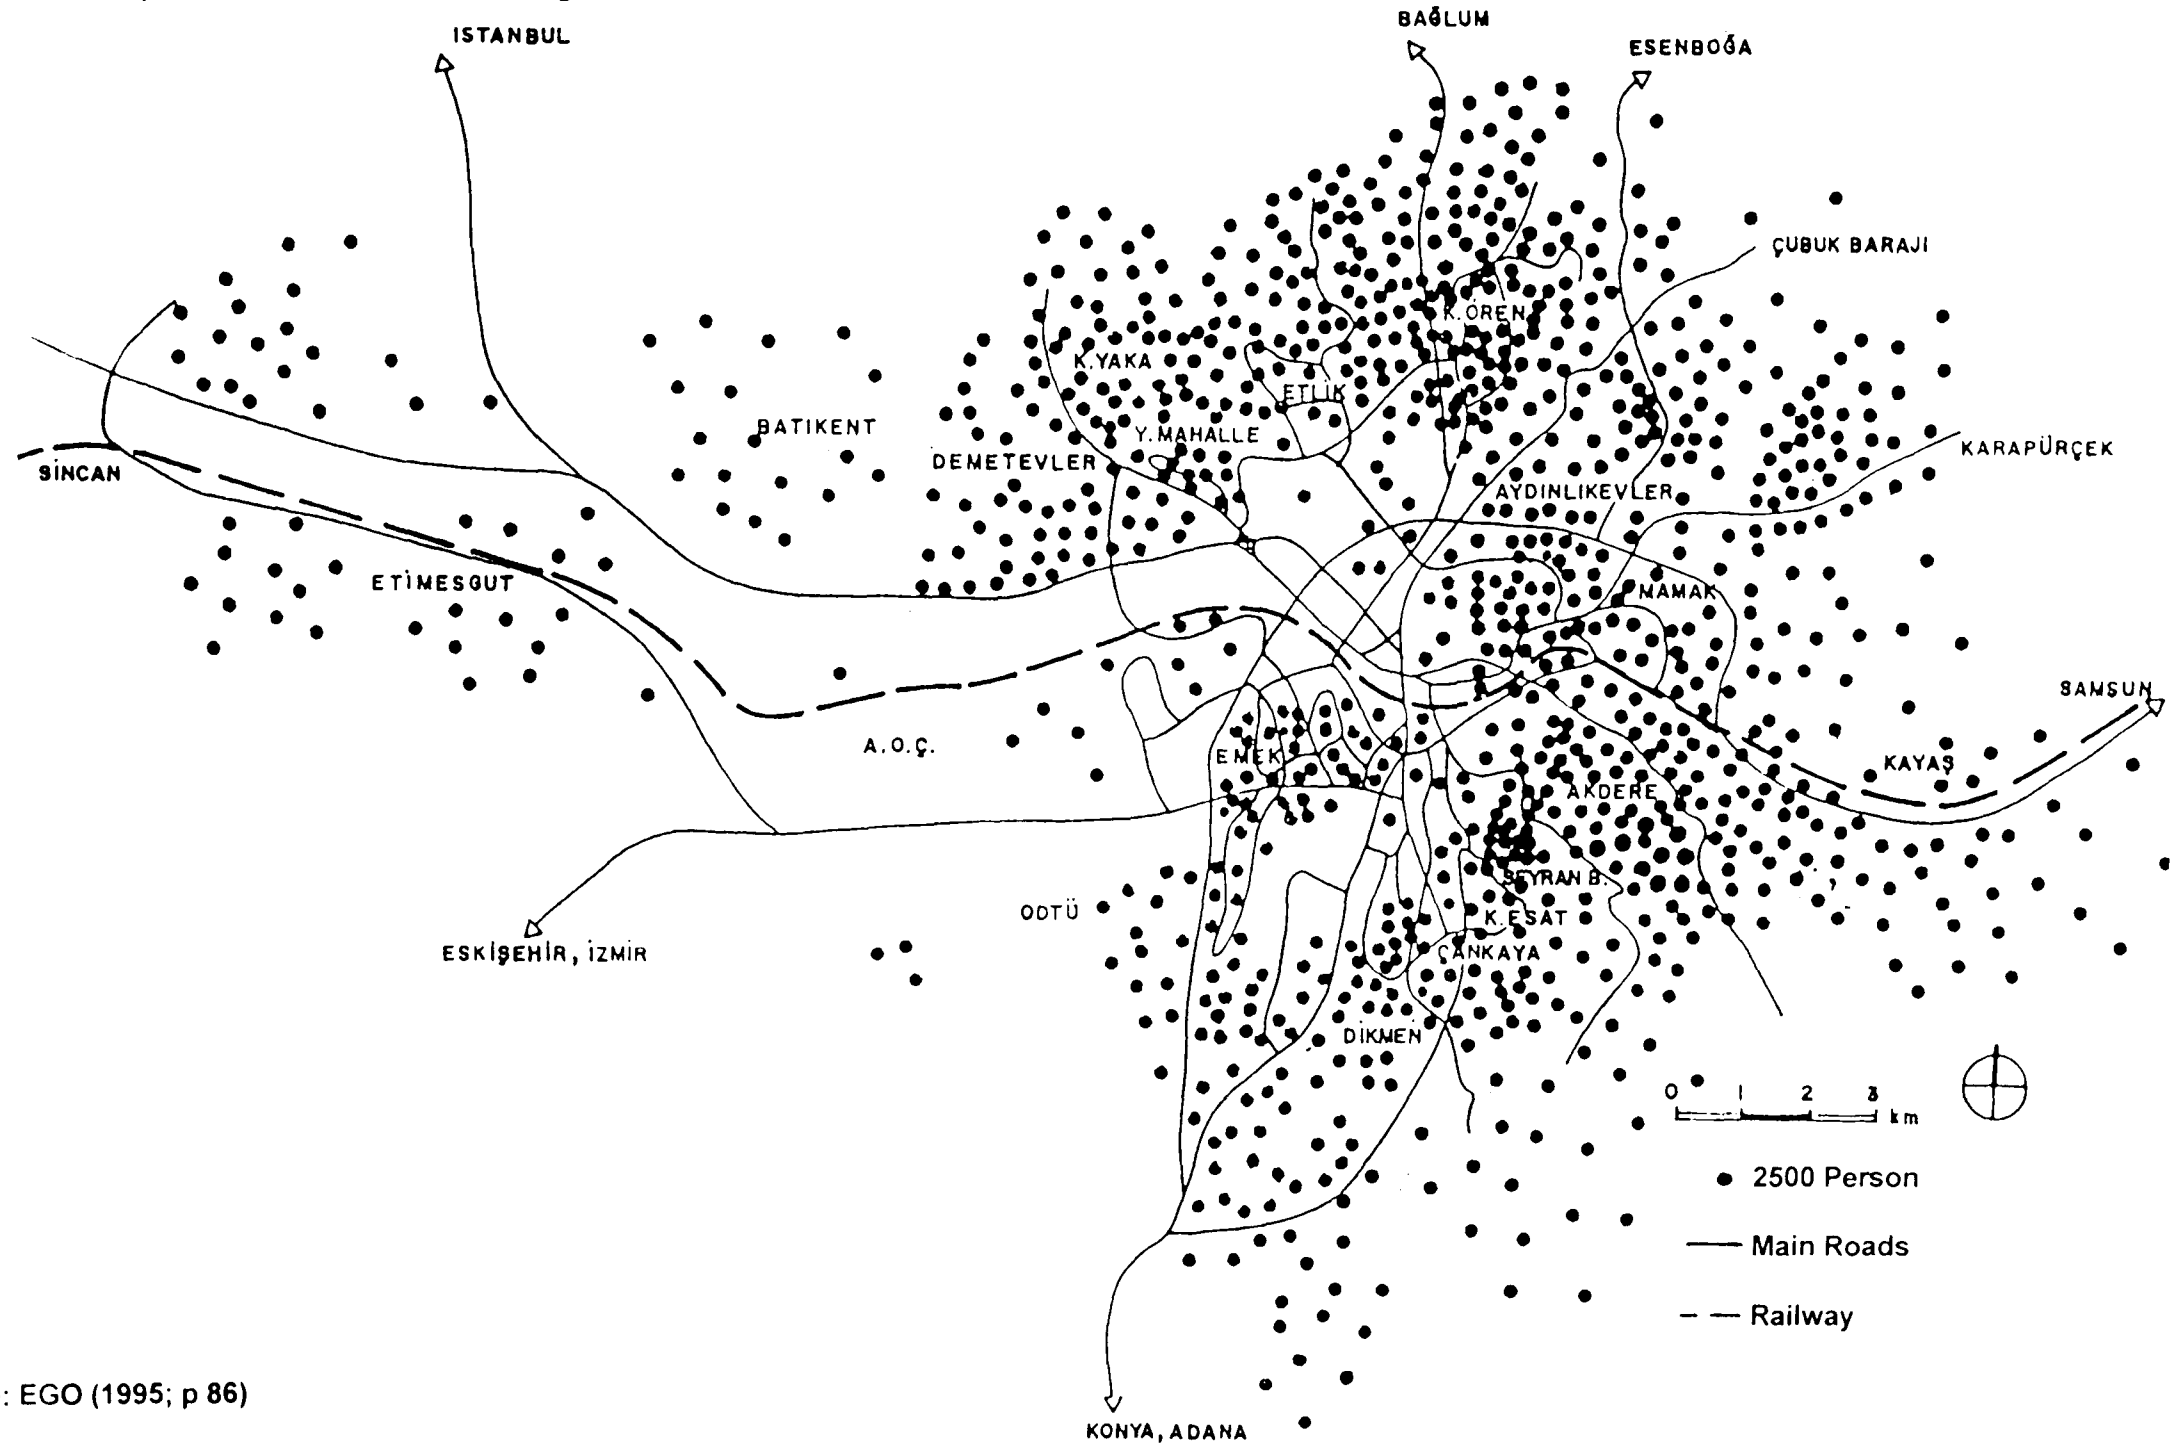 BAĞLUM
ISTANBUL
ESENBOĞA
ÇUBUK BARAJI
K.ÖREN
K.YAKA
ETLİK
BATIKENT
Y.MAHALLE
DEMETEVLER
KARAPÜRÇEK
SİNCAN
AYDINLIKEVLER
ETİMESGUT
MAMAK
SAMSUN
A.O.Ç.
EMEK
KAYAŞ
AKDERE
SEYRAN B.
ODTÜ
K.ESAT
ESKİŞEHİR, İZMİR
ÇANKAYA
DİKMEN
0 1 2 3 km
2500 Person
Main Roads
Railway
: EGO (1995; p 86)
KONYA, ADANA